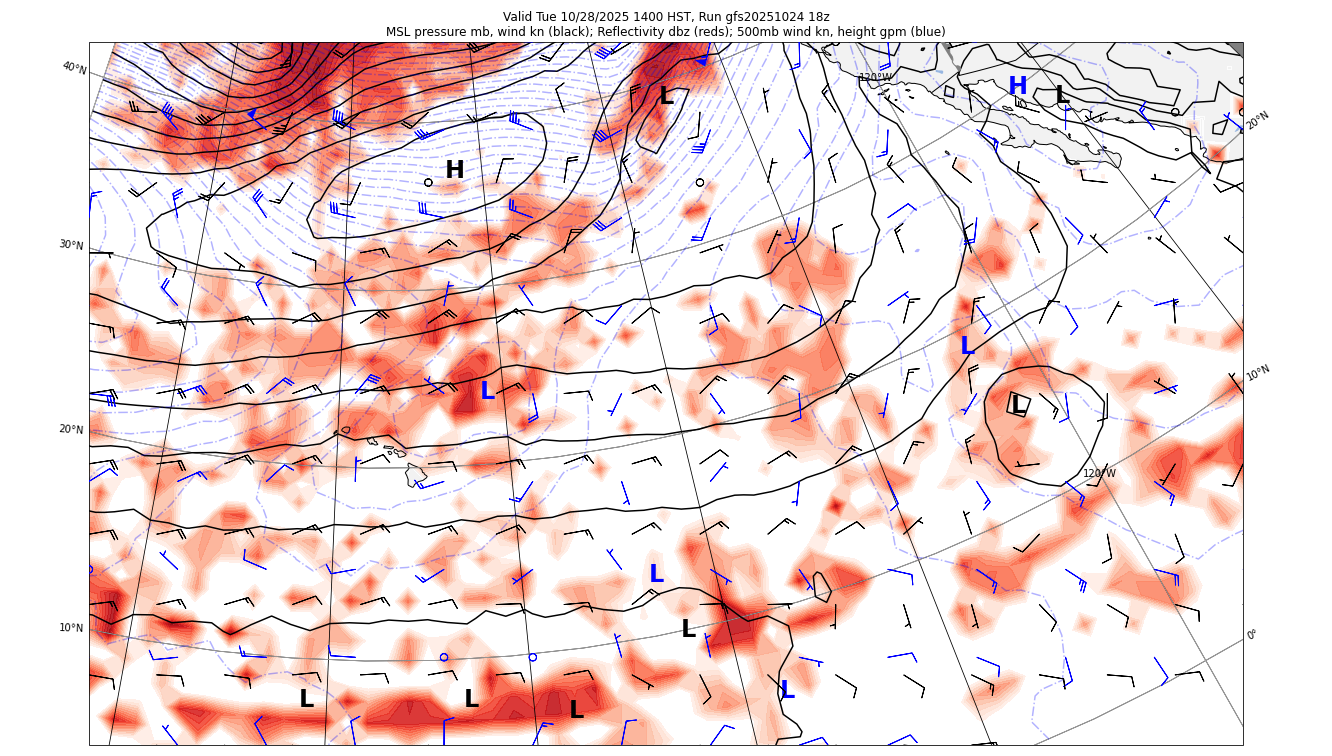 Valid Tue 10/28/2025 1400 HST, Run gfs20251024 18z
MSL pressure mb, wind kn (black); Reflectivity dbz (reds); 500mb wind kn, height gpm (blue)
40°N
120°W
H
L
L
20°N
H
30°N
L
10°N
L
L
20°N
120°W
L
10°N
L
0°
L
L
L
L